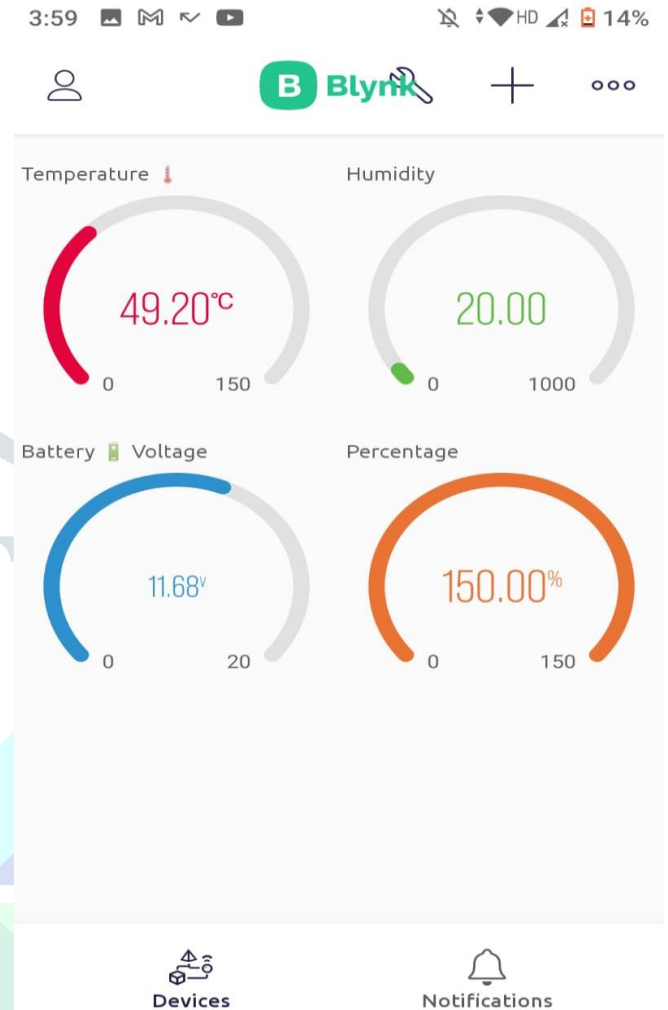 3:59 HD 14%
B Blynk
Temperature Humidity
49.20°C 20.00
0 150 0 1000
Battery Voltage Percentage
11.68V 150.00%
0 20 0 150
Devices Notifications